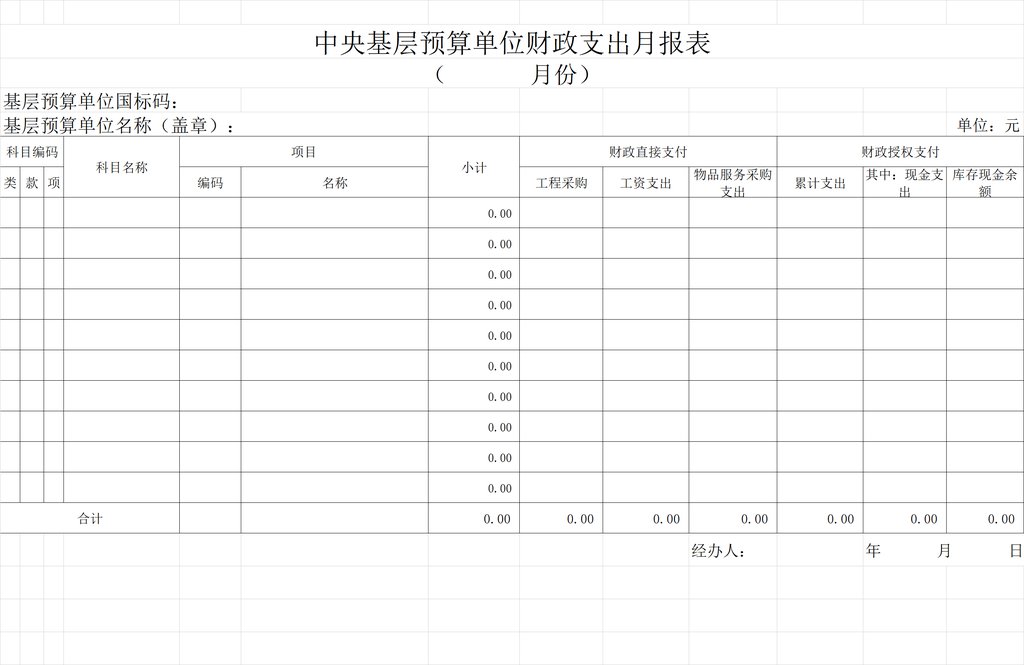 中央基层预算单位财政支出月报表
（ 月份）
基层预算单位国标码：
基层预算单位名称（盖章）： 单位：元
科目编码 科目名称 项目 小计 财政直接支付 财政授权支付
类 款 项 编码 名称 工程采购 工资支出 物品服务采购支出 累计支出 其中：现金支出 库存现金余额
0.00
0.00
0.00
0.00
0.00
0.00
0.00
0.00
0.00
0.00
合计 0.00 0.00 0.00 0.00 0.00 0.00 0.00
经办人： 年 月 日